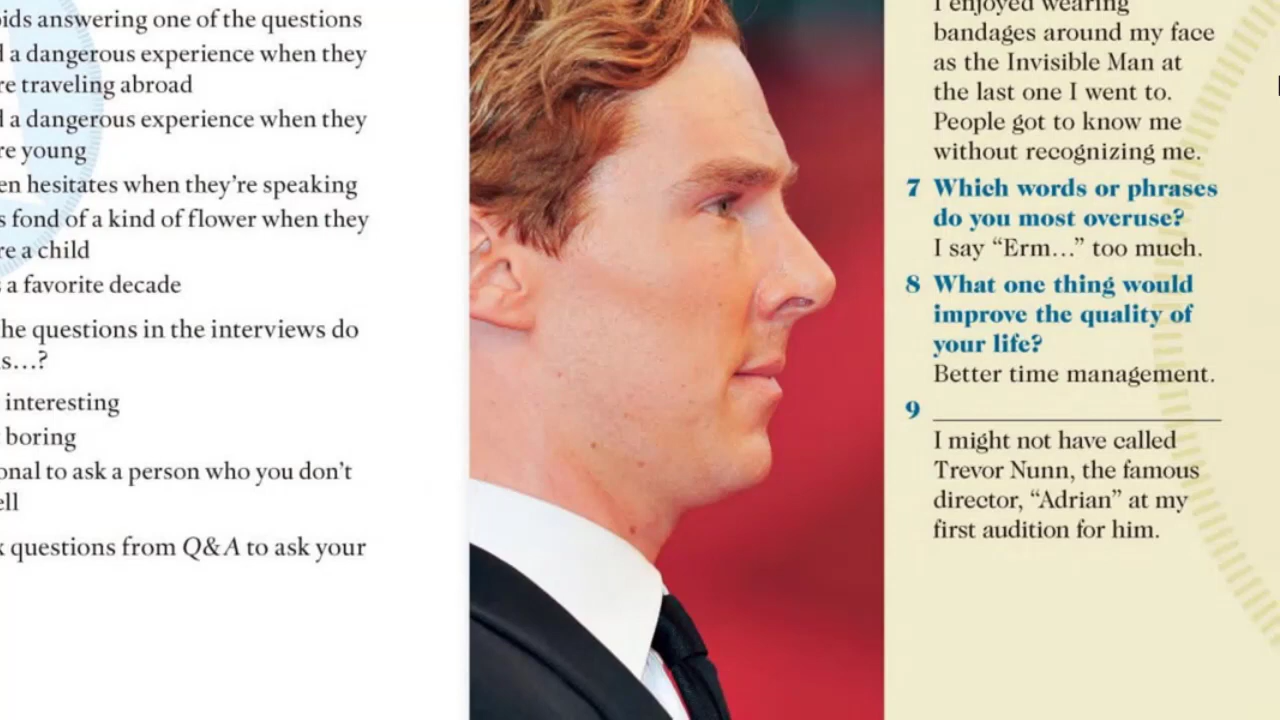 ids answering one of the questions
a dangerous experience when they
re traveling abroad
a dangerous experience when they
re young
en hesitates when they're speaking
s fond of a kind of flower when they
re a child
a favorite decade
he questions in the interviews do
s...?
interesting
boring
onal to ask a person who you don't
ell
questions from Q&A to ask your
I enjoyed wearing
bandages around my face
as the Invisible Man at
the last one I went to.
People got to know me
without recognizing me.
7 Which words or phrases
do you most overuse?
I say “Erm...” too much.
8 What one thing would
improve the quality of
your life?
Better time management.
9
I might not have called
Trevor Nunn, the famous
director, “Adrian” at my
first audition for him.